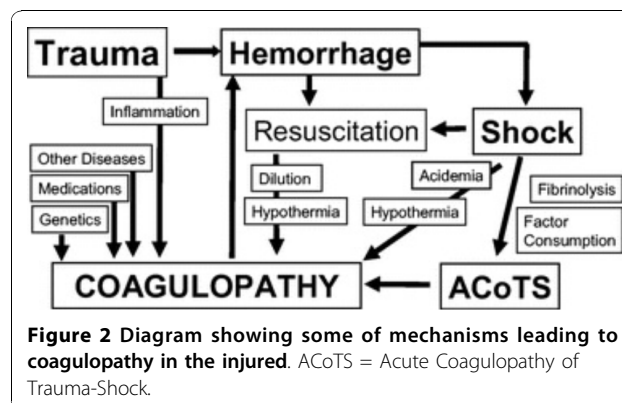 Trauma
Hemorrhage
Inflammation
Resuscitation
Shock
Other Diseases
Medications
Genetics
Dilution
Hypothermia
Acidemia
Hypothermia
Fibrinolysis
Factor
Consumption
COAGULOPATHY
ACoTS
Figure 2 Diagram showing some of mechanisms leading to
coagulopathy in the injured. ACoTS = Acute Coagulopathy of
Trauma-Shock.